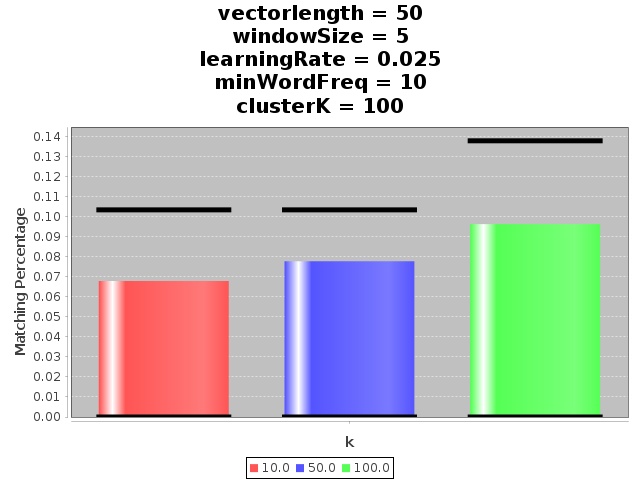 vectorlength = 50
windowSize = 5
learningRate = 0.025
minWordFreq = 10
clusterK = 100
Matching Percentage
0.14
0.13
0.12
0.11
0.10
0.09
0.08
0.07
0.06
0.05
0.04
0.03
0.02
0.01
0.00
k
10.0 50.0 100.0